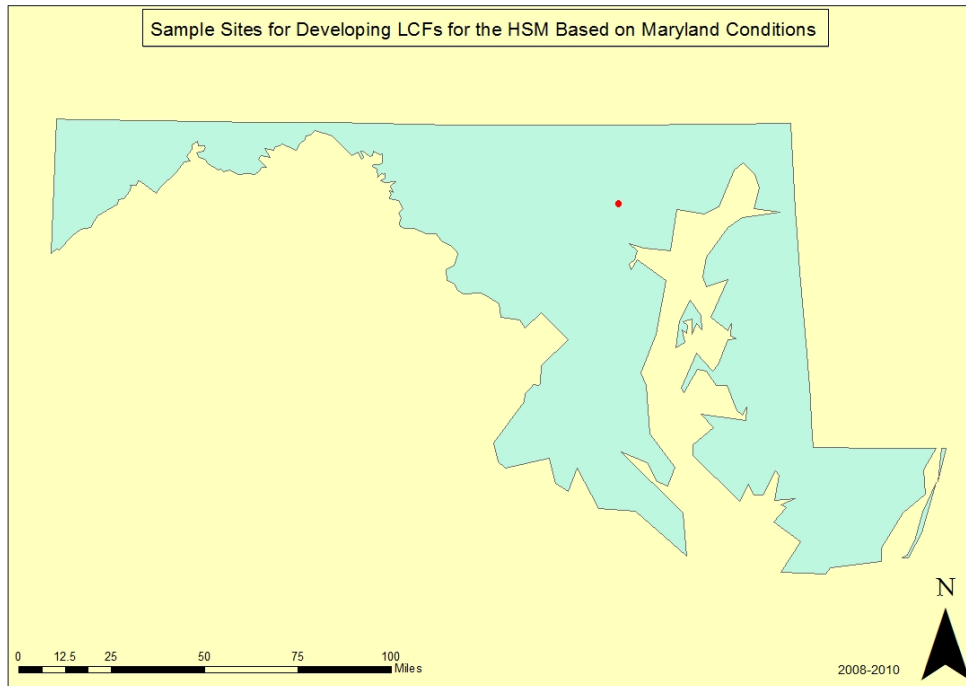 Sample Sites for Developing LCFs for the HSM Based on Maryland Conditions
N
0 12.5 25 50 75 100
Miles
2008-2010